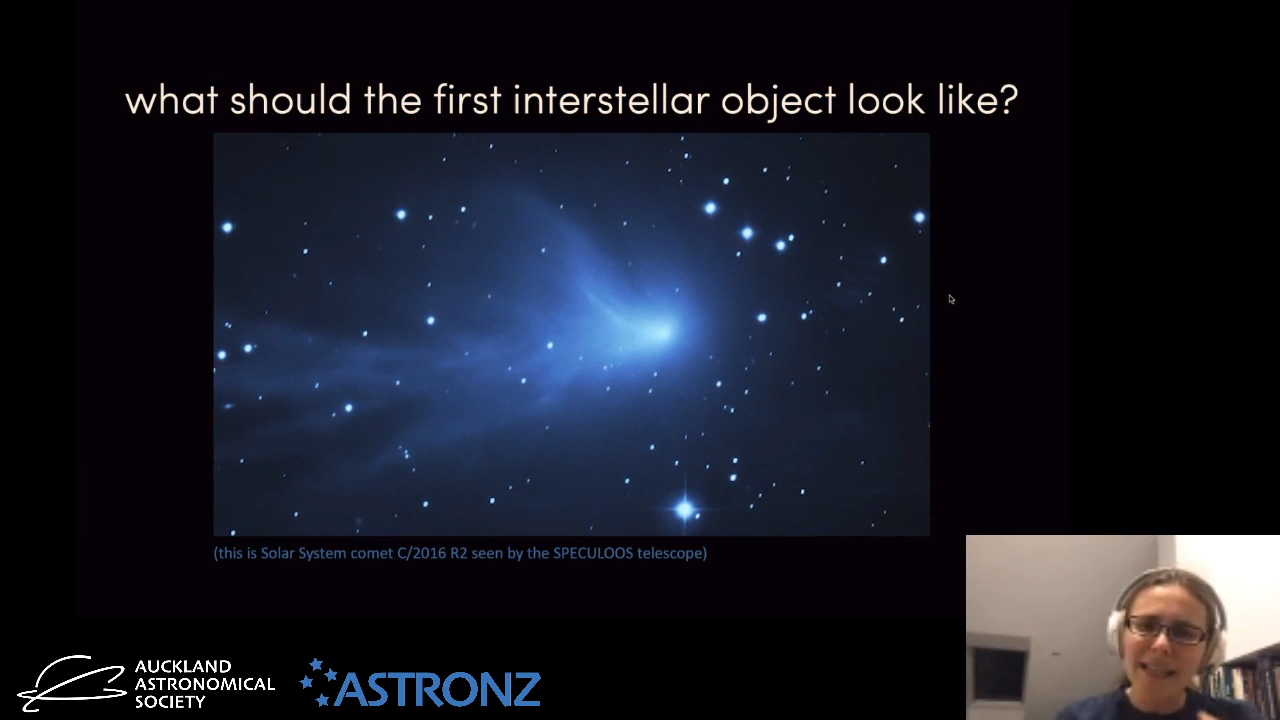 what should the first interstellar object look like?
(this is Solar System comet C/2016 R2 seen by the SPECULOOS telescope)
AUCKLAND
ASTRONOMICAL
SOCIETY
ASTRONZ